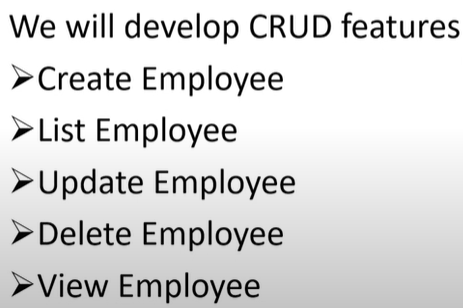 We will develop CRUD features
➢Create Employee
➢List Employee
➢Update Employee
➢Delete Employee
➢View Employee